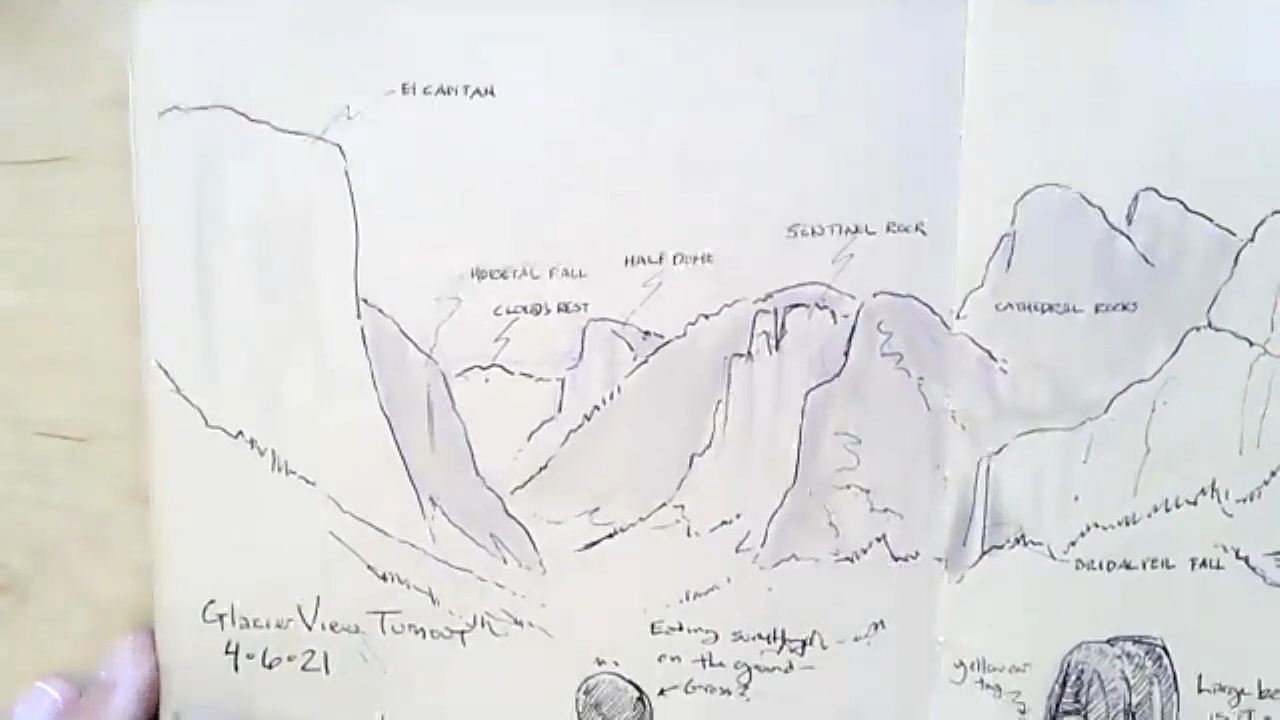 El CAPITAN
SENTINEL ROCK
HALF DOME
HORSETAIL FALL
CLOUDS REST
CATHEDRAL ROCKS
BRIDALVEIL FALL
Glacier View Turnout
4.6.21
Eating
on the ground—
Grass?
yellow ear
tag
Large